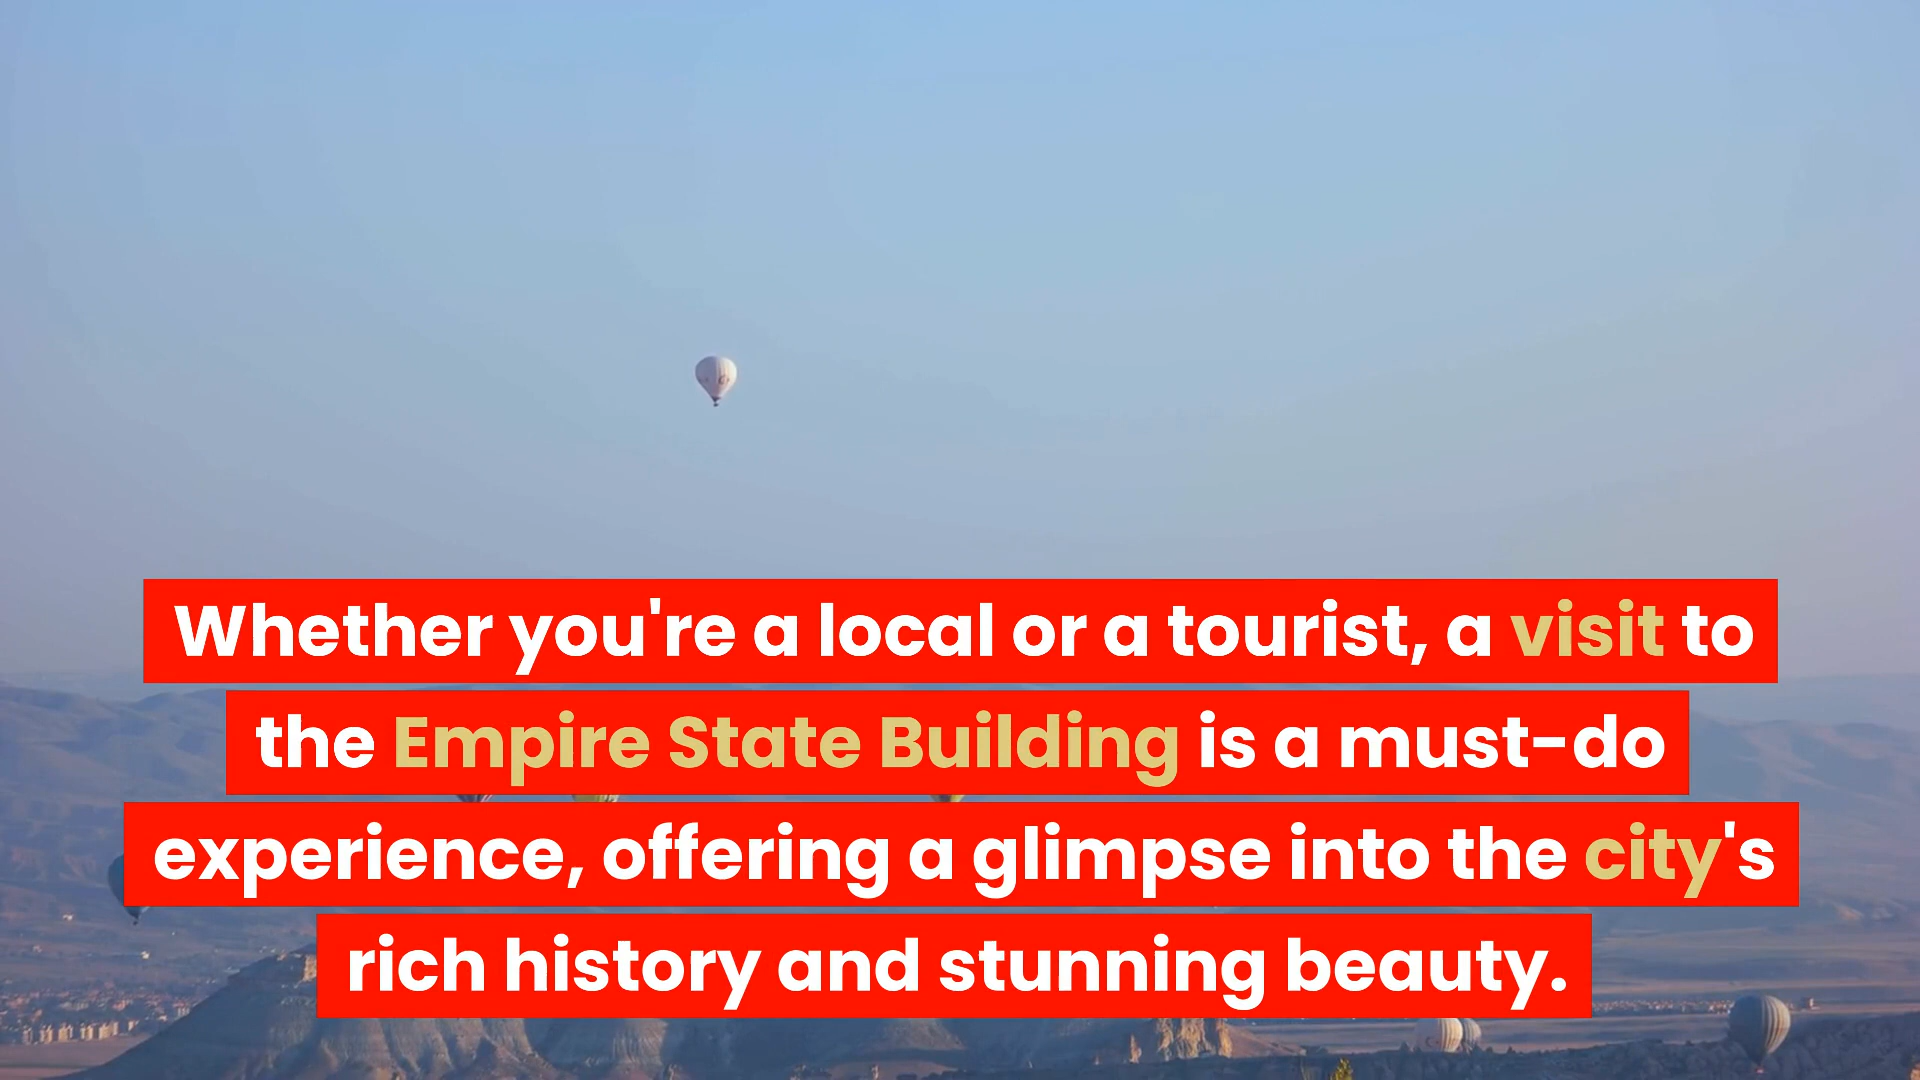 Whether you're a local or a tourist, a visit to
the Empire State Building is a must-do
experience, offering a glimpse into the city's
rich history and stunning beauty.